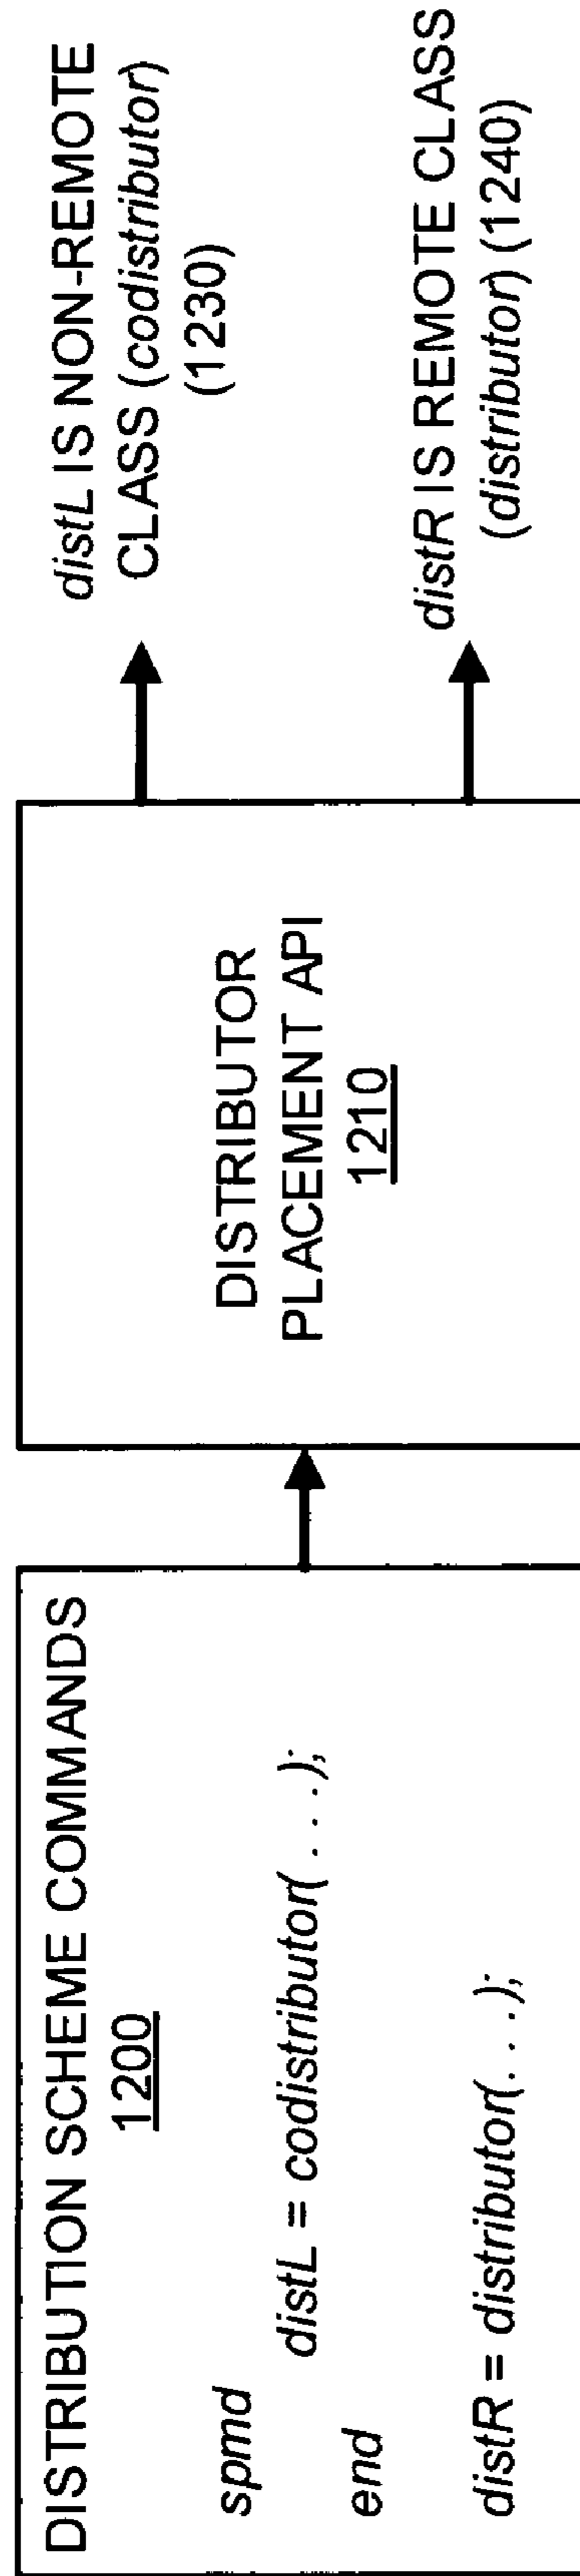 DISTRIBUTION SCHEME COMMANDS
1200
spmd
distL = codistributor( . . .);
end
distR = distributor(. . .);
DISTRIBUTOR
PLACEMENT API
1210
distL IS NON-REMOTE
CLASS (codistributor)
(1230)
distR IS REMOTE CLASS
(distributor) (1240)